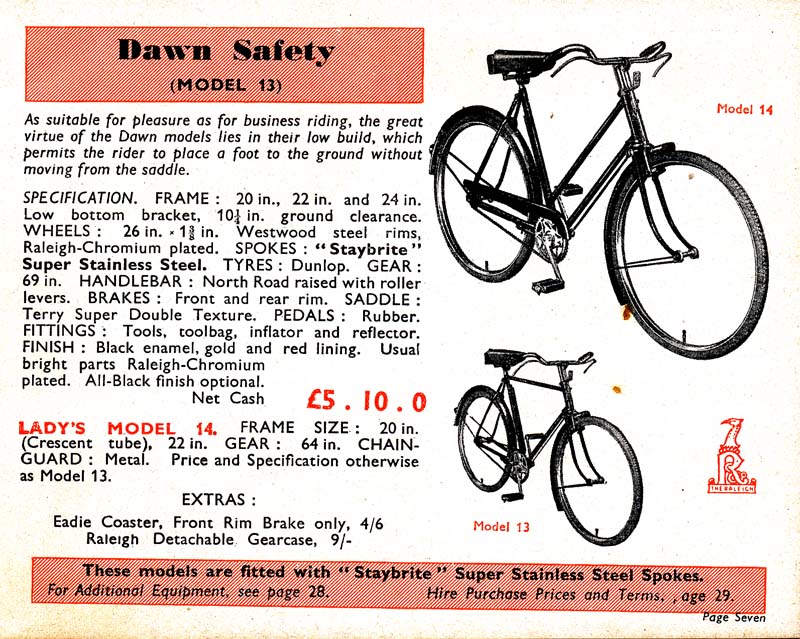 Dawn Safety
(MODEL 13)
As suitable for pleasure as for business riding, the great
virtue of the Dawn models lies in their low build, which
permits the rider to place a foot to the ground without
moving from the saddle.
SPECIFICATION. FRAME : 20 in., 22 in. and 24 in.
Low bottom bracket, 10¼ in. ground clearance.
WHEELS : 26 in. × 1⅜ in. Westwood steel rims,
Raleigh-Chromium plated. SPOKES : "Staybrite"
Super Stainless Steel. TYRES : Dunlop. GEAR :
69 in. HANDLEBAR : North Road raised with roller
levers. BRAKES : Front and rear rim. SADDLE :
Terry Super Double Texture. PEDALS : Rubber.
FITTINGS : Tools, toolbag, inflator and reflector.
FINISH : Black enamel, gold and red lining. Usual
bright parts Raleigh-Chromium
plated. All-Black finish optional.
Net Cash £5 . 10 . 0
LADY'S MODEL 14. FRAME SIZE : 20 in.
(Crescent tube), 22 in. GEAR : 64 in. CHAIN-
GUARD : Metal. Price and Specification otherwise
as Model 13.
EXTRAS :
Eadie Coaster, Front Rim Brake only, 4/6
Raleigh Detachable Gearcase, 9/-
Model 14
Model 13
R
THE RALEIGH
These models are fitted with "Staybrite" Super Stainless Steel Spokes.
For Additional Equipment, see page 28. Hire Purchase Prices and Terms, , age 29.
Page Seven